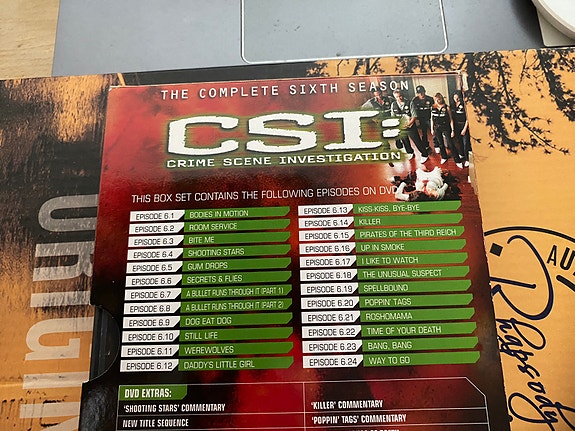 THE COMPLETE SIXTH SEASON
CSI:
CRIME SCENE INVESTIGATION
THIS BOX SET CONTAINS THE FOLLOWING EPISODES ON DVD
EPISODE 6.1 BODIES IN MOTION
EPISODE 6.2 ROOM SERVICE
EPISODE 6.3 BITE ME
EPISODE 6.4 SHOOTING STARS
EPISODE 6.5 GUM DROPS
EPISODE 6.6 SECRETS & FLIES
EPISODE 6.7 A BULLET RUNS THROUGH IT (PART 1)
EPISODE 6.8 A BULLET RUNS THROUGH IT (PART 2)
EPISODE 6.9 DOG EAT DOG
EPISODE 6.10 STILL LIFE
EPISODE 6.11 WEREWOLVES
EPISODE 6.12 DADDY'S LITTLE GIRL
EPISODE 6.13 KISS-KISS, BYE-BYE
EPISODE 6.14 KILLER
EPISODE 6.15 PIRATES OF THE THIRD REICH
EPISODE 6.16 UP IN SMOKE
EPISODE 6.17 I LIKE TO WATCH
EPISODE 6.18 THE UNUSUAL SUSPECT
EPISODE 6.19 SPELLBOUND
EPISODE 6.20 POPPIN' TAGS
EPISODE 6.21 ROSHOMAMA
EPISODE 6.22 TIME OF YOUR DEATH
EPISODE 6.23 BANG, BANG
EPISODE 6.24 WAY TO GO
DVD EXTRAS:
'SHOOTING STARS' COMMENTARY
NEW TITLE SEQUENCE
'KILLER' COMMENTARY
'POPPIN' TAGS' COMMENTARY
ORIGIN
AU
Rhapsody